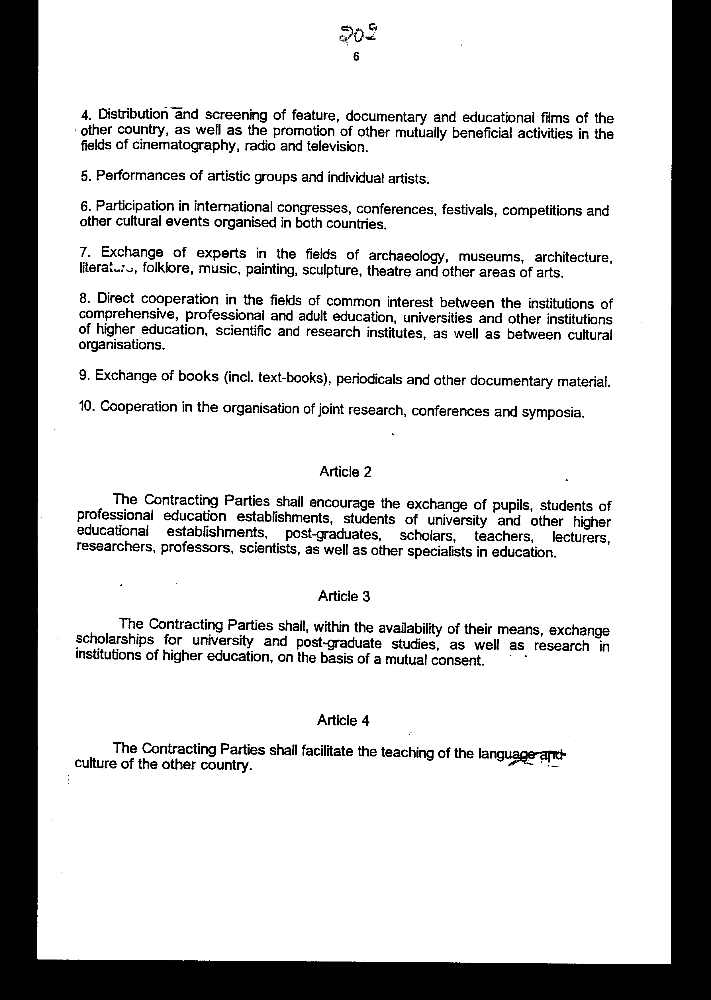 202
6
4. Distribution and screening of feature, documentary and educational films of the
other country, as well as the promotion of other mutually beneficial activities in the
fields of cinematography, radio and television.
5. Performances of artistic groups and individual artists.
6. Participation in international congresses, conferences, festivals, competitions and
other cultural events organised in both countries.
7. Exchange of experts in the fields of archaeology, museums, architecture,
literature, folklore, music, painting, sculpture, theatre and other areas of arts.
8. Direct cooperation in the fields of common interest between the institutions of
comprehensive, professional and adult education, universities and other institutions
of higher education, scientific and research institutes, as well as between cultural
organisations.
9. Exchange of books (incl. text-books), periodicals and other documentary material.
10. Cooperation in the organisation of joint research, conferences and symposia.
Article 2
The Contracting Parties shall encourage the exchange of pupils, students of
professional education establishments, students of university and other higher
educational establishments, post-graduates, scholars, teachers, lecturers,
researchers, professors, scientists, as well as other specialists in education.
Article 3
The Contracting Parties shall, within the availability of their means, exchange
scholarships for university and post-graduate studies, as well as research in
institutions of higher education, on the basis of a mutual consent.
Article 4
The Contracting Parties shall facilitate the teaching of the language and
culture of the other country.